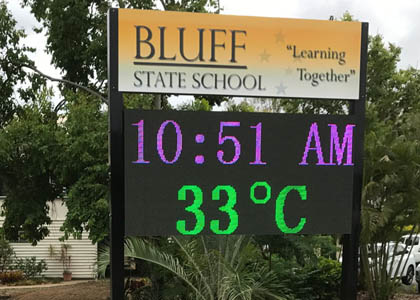 BLUFF
STATE SCHOOL
"Learning
Together"
10:51 AM
33°C